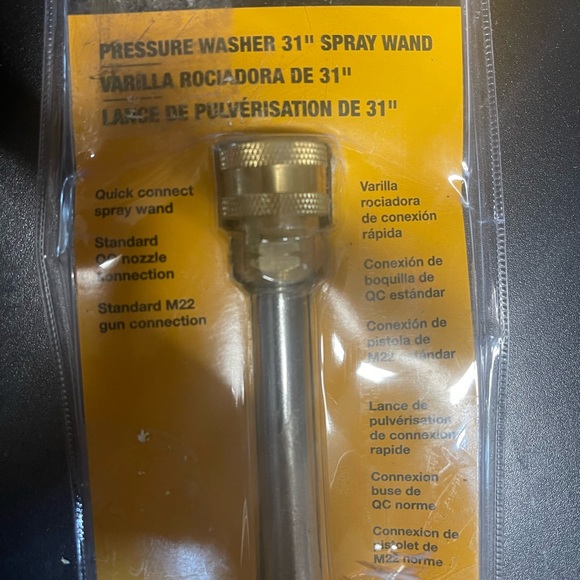 PRESSURE WASHER 31" SPRAY WAND
VARILLA ROCIADORA DE 31"
LANCE DE PULVÉRISATION DE 31"
Quick connect
spray wand
Standard
QC nozzle
connection
Standard M22
gun connection
Varilla
rociadora
de conexión
rápida
Conexión de
boquilla de
QC estándar
Conexión de
pistola de
M22 estándar
Lance de
pulvérisation
de connexion
rapide
Connexion
buse de
QC norme
Connexion de
pistolet de
M22 norme